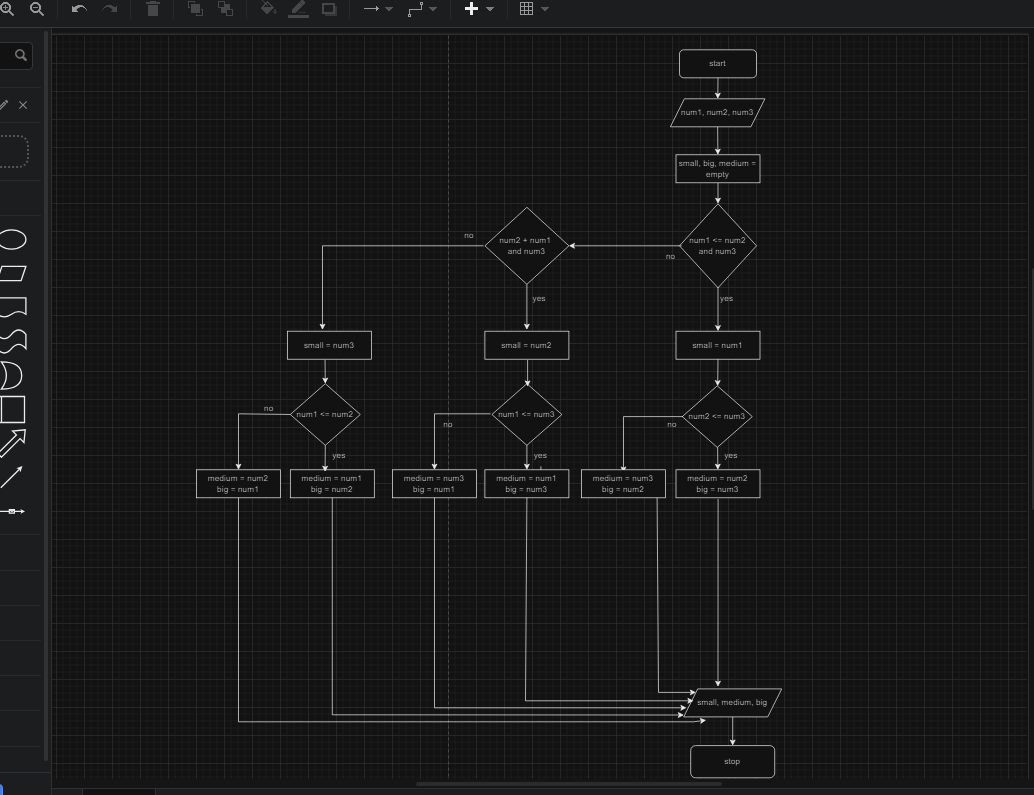 start
num1, num2, num3
small, big, medium =
empty
num2 + num1
and num3
num1 <= num2
and num3
no
no
yes
yes
small = num3
small = num2
small = num1
num1 <= num2
num1 <= num3
num2 <= num3
no
no
no
yes
yes
yes
medium = num2
big = num1
medium = num1
big = num2
medium = num3
big = num1
medium = num1
big = num3
medium = num3
big = num2
medium = num2
big = num3
small, medium, big
stop